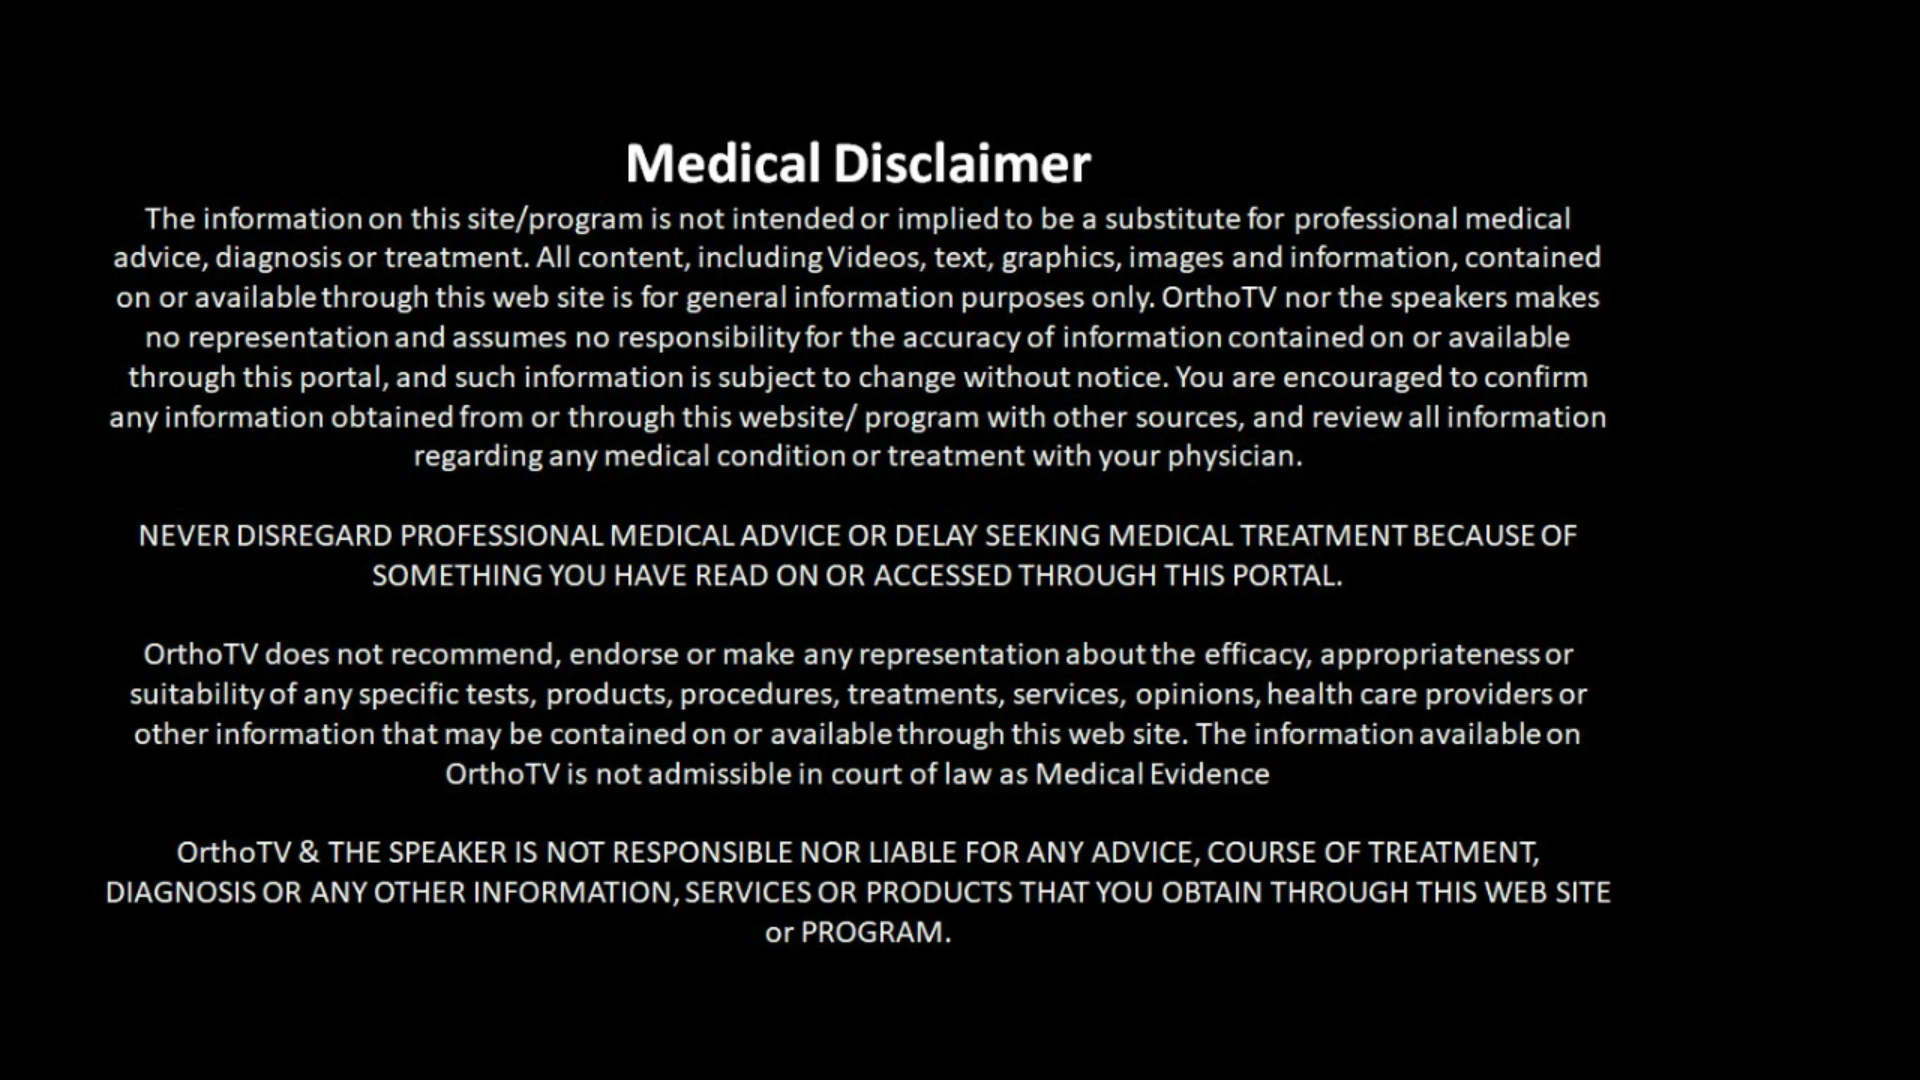 Medical Disclaimer
The information on this site/program is not intended or implied to be a substitute for professional medical
advice, diagnosis or treatment. All content, including Videos, text, graphics, images and information, contained
on or available through this web site is for general information purposes only. OrthoTV nor the speakers makes
no representation and assumes no responsibility for the accuracy of information contained on or available
through this portal, and such information is subject to change without notice. You are encouraged to confirm
any information obtained from or through this website/ program with other sources, and review all information
regarding any medical condition or treatment with your physician.
NEVER DISREGARD PROFESSIONAL MEDICAL ADVICE OR DELAY SEEKING MEDICAL TREATMENT BECAUSE OF
SOMETHING YOU HAVE READ ON OR ACCESSED THROUGH THIS PORTAL.
OrthoTV does not recommend, endorse or make any representation about the efficacy, appropriateness or
suitability of any specific tests, products, procedures, treatments, services, opinions, health care providers or
other information that may be contained on or available through this web site. The information available on
OrthoTV is not admissible in court of law as Medical Evidence
OrthoTV & THE SPEAKER IS NOT RESPONSIBLE NOR LIABLE FOR ANY ADVICE, COURSE OF TREATMENT,
DIAGNOSIS OR ANY OTHER INFORMATION, SERVICES OR PRODUCTS THAT YOU OBTAIN THROUGH THIS WEB SITE
or PROGRAM.